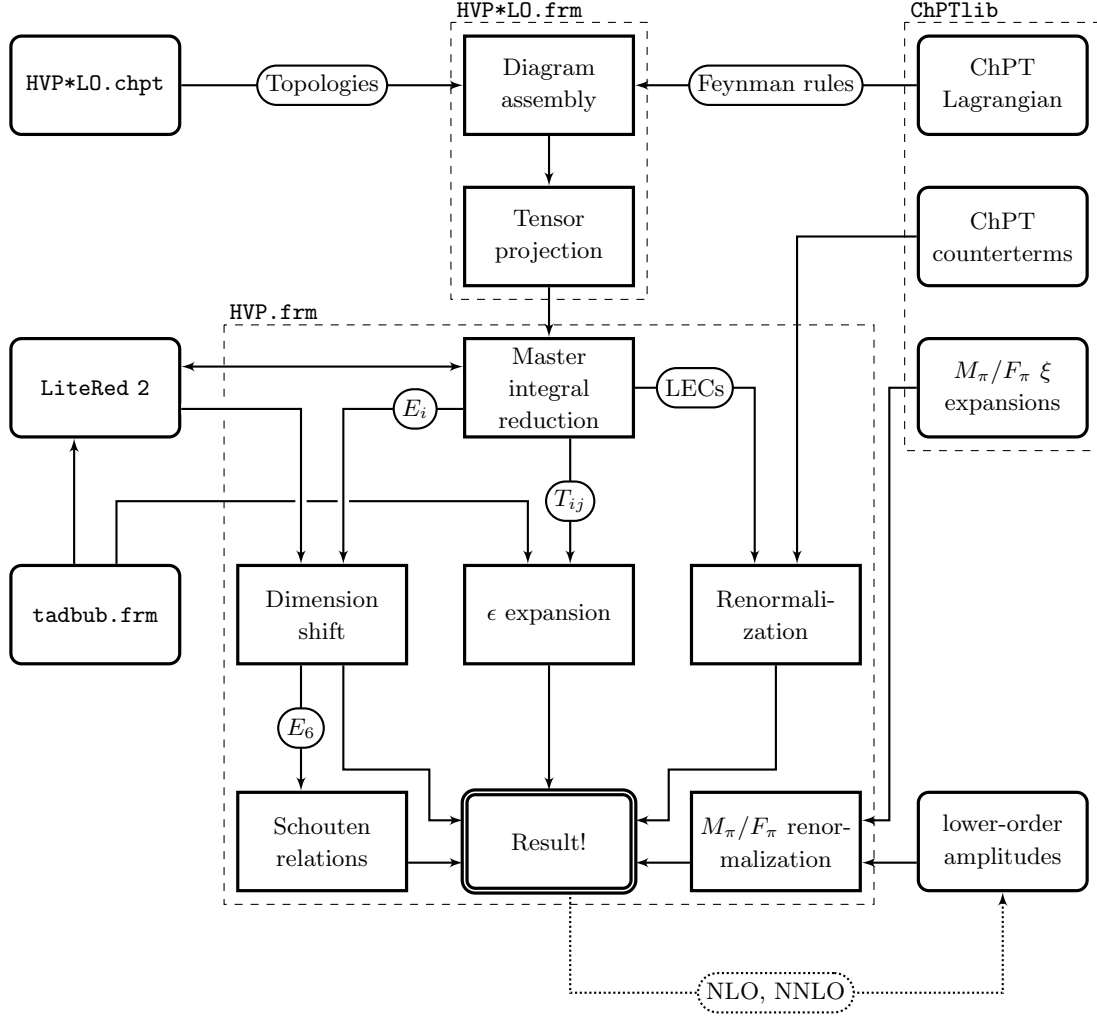 HVP*LO.frm
ChPTlib
HVP*LO.chpt
Topologies
Diagram
assembly
Feynman rules
ChPT
Lagrangian
Tensor
projection
ChPT
counterterms
HVP.frm
LiteRed 2
Master
integral
reduction
LECs
E_i
M_π/F_π ξ
expansions
T_{ij}
tadbub.frm
Dimension
shift
ϵ expansion
Renormali-
zation
E_6
Schouten
relations
Result!
M_π/F_π renor-
malization
lower-order
amplitudes
NLO, NNLO